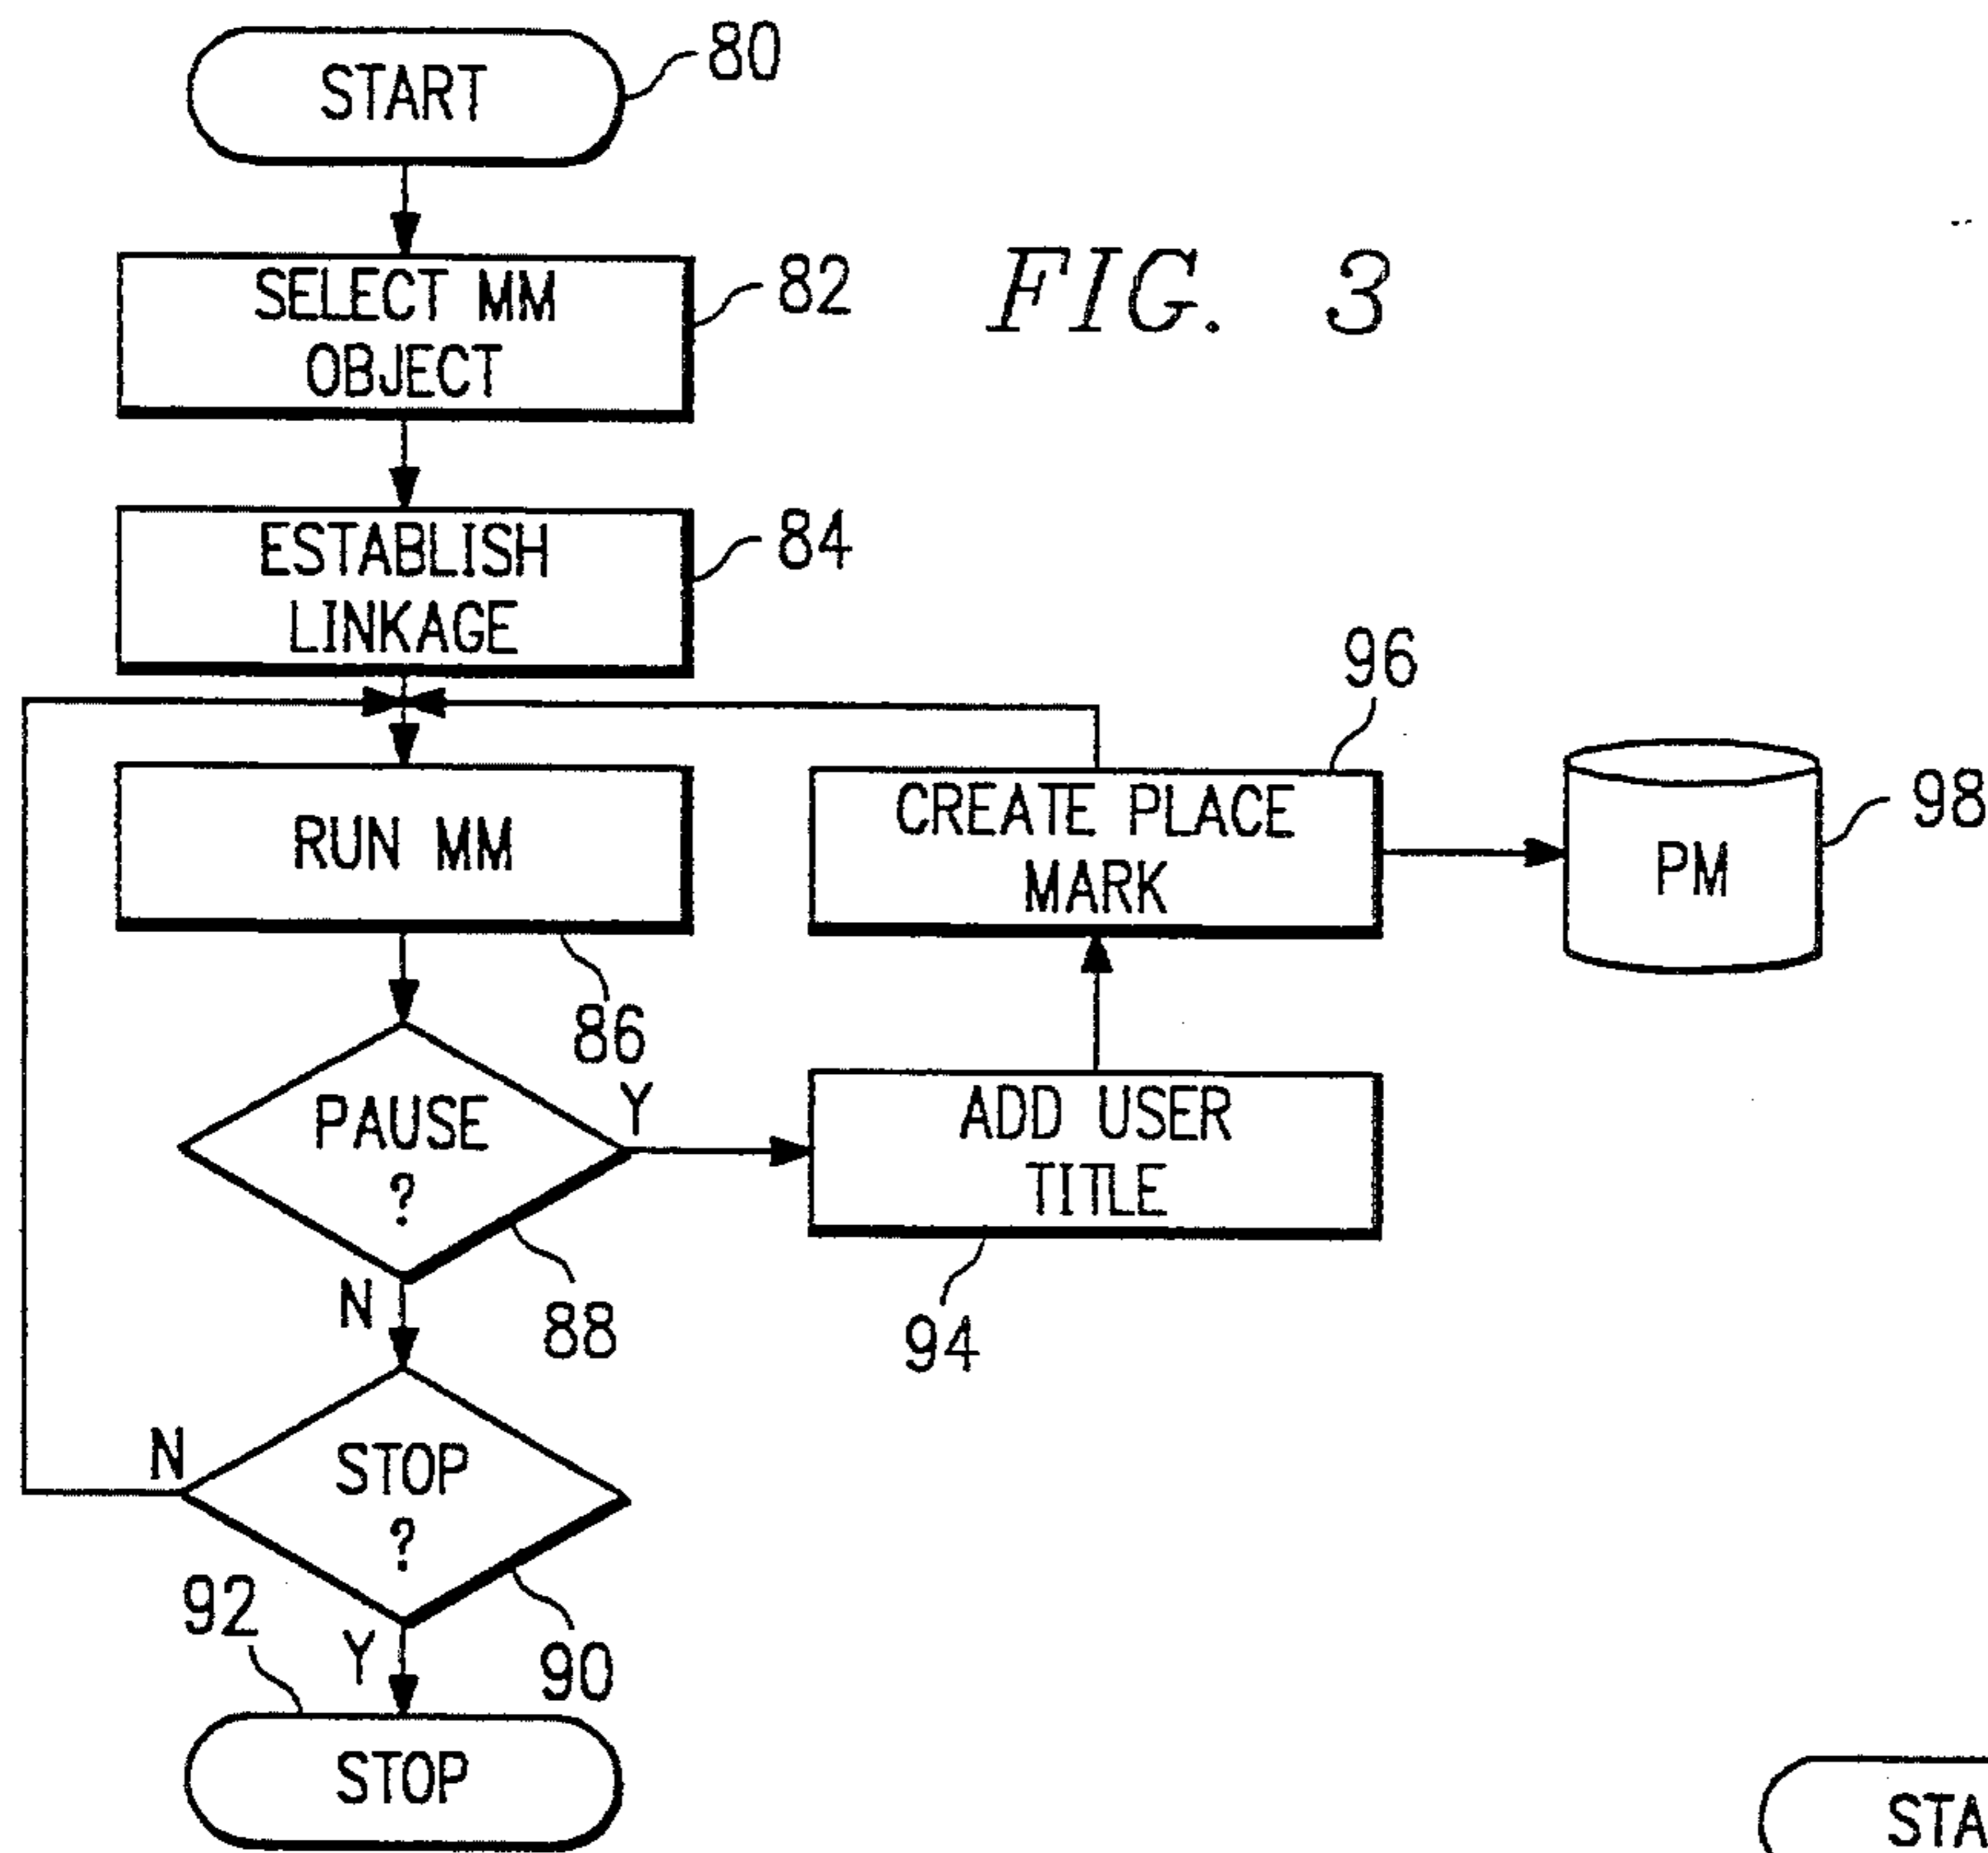 START
80
SELECT MM
OBJECT
82
FIG. 3
ESTABLISH
LINKAGE
84
RUN MM
86
CREATE PLACE
MARK
96
PM
98
PAUSE
?
Y
88
N
ADD USER
TITLE
94
STOP
?
N
90
Y
92
STOP
STA